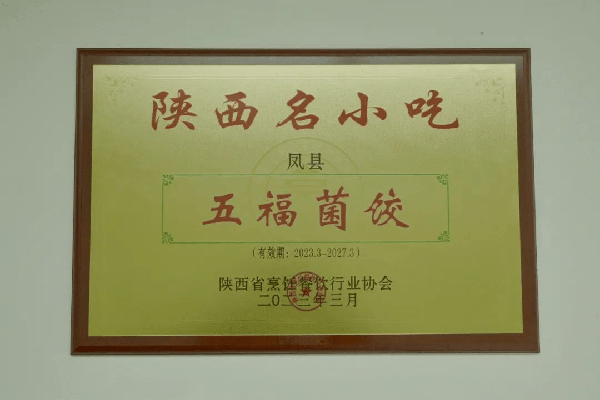 陕西名小吃
凤县
五福菌饺
（有效期：2023.3-2027.3）
陕西省烹饪餐饮行业协会
二〇二三年三月